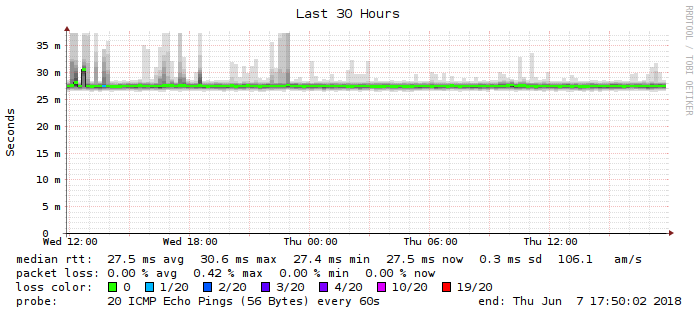 Last 30 Hours
RRDTOOL / TOBI OETIKER
Seconds
35 m
30 m
25 m
20 m
15 m
10 m
5 m
0
Wed 12:00 Wed 18:00 Thu 00:00 Thu 06:00 Thu 12:00
median rtt: 27.5 ms avg 30.6 ms max 27.4 ms min 27.5 ms now 0.3 ms sd 106.1 am/s
packet loss: 0.00 % avg 0.42 % max 0.00 % min 0.00 % now
loss color: 0 1/20 2/20 3/20 4/20 10/20 19/20
probe: 20 ICMP Echo Pings (56 Bytes) every 60s end: Thu Jun 7 17:50:02 2018